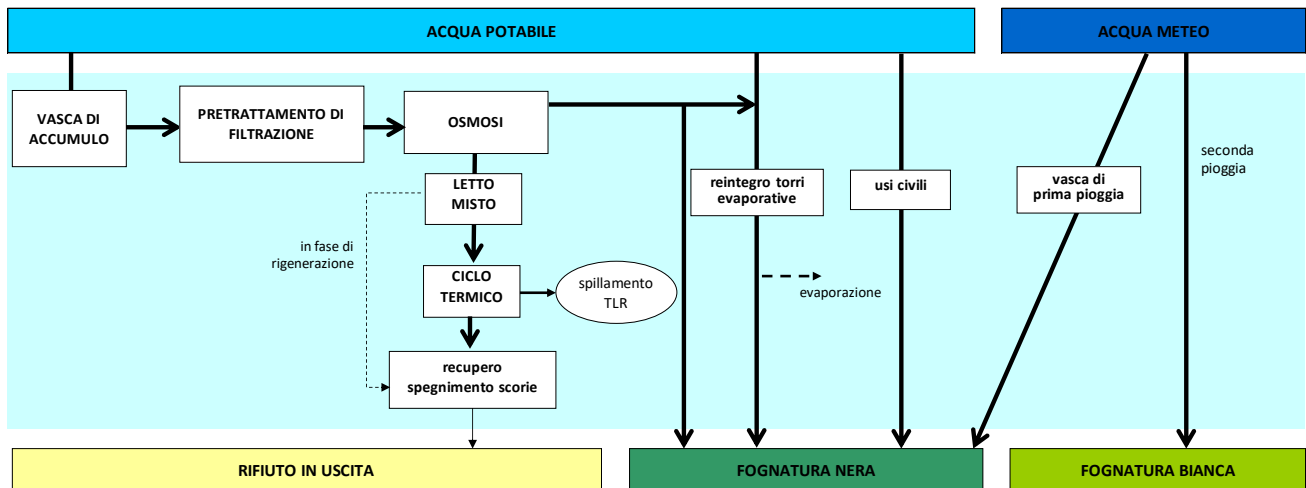 ACQUA POTABILE
ACQUA METEO
VASCA DI
ACCUMULO
PRETRATTAMENTO DI
FILTRAZIONE
OSMOSI
seconda
pioggia
LETTO
MISTO
reintegro torri
evaporative
usi civili
vasca di
prima pioggia
in fase di
rigenerazione
CICLO
TERMICO
spillamento
TLR
evaporazione
recupero
spegnimento scorie
RIFIUTO IN USCITA
FOGNATURA NERA
FOGNATURA BIANCA